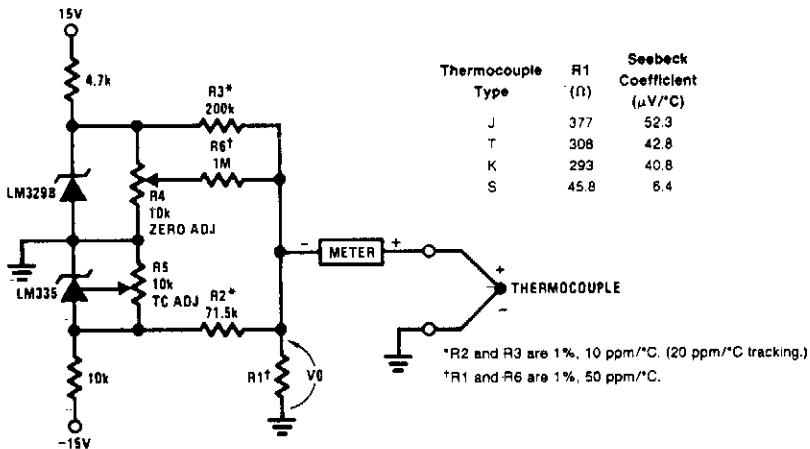 15V
4.7k
R3*
200k
R6†
1M
LM329B
R4
10k
ZERO ADJ
R5
10k
TC ADJ
LM335
R2*
71.5k
10k
-15V
R1†
V0
- METER +
+
THERMOCOUPLE
-
Thermocouple Type R1 (Ω) Seebeck Coefficient (µV/°C)
J 377 52.3
T 308 42.8
K 293 40.8
S 45.8 6.4
*R2 and R3 are 1%, 10 ppm/°C. (20 ppm/°C tracking.)
†R1 and R6 are 1%, 50 ppm/°C.